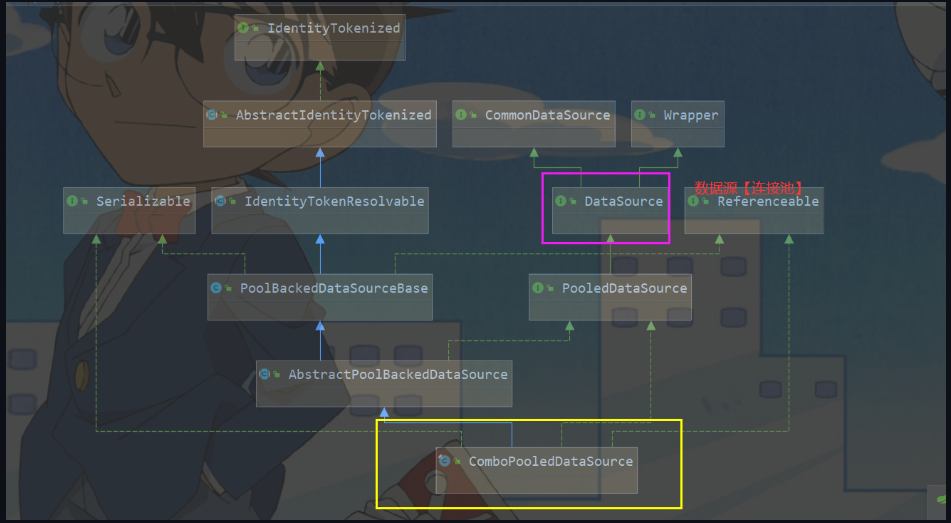 IdentityTokenized
AbstractIdentityTokenized
CommonDataSource
Wrapper
数据源【连接池】
Serializable
IdentityTokenResolvable
DataSource
Referenceable
PoolBackedDataSourceBase
PooledDataSource
AbstractPoolBackedDataSource
ComboPooledDataSource